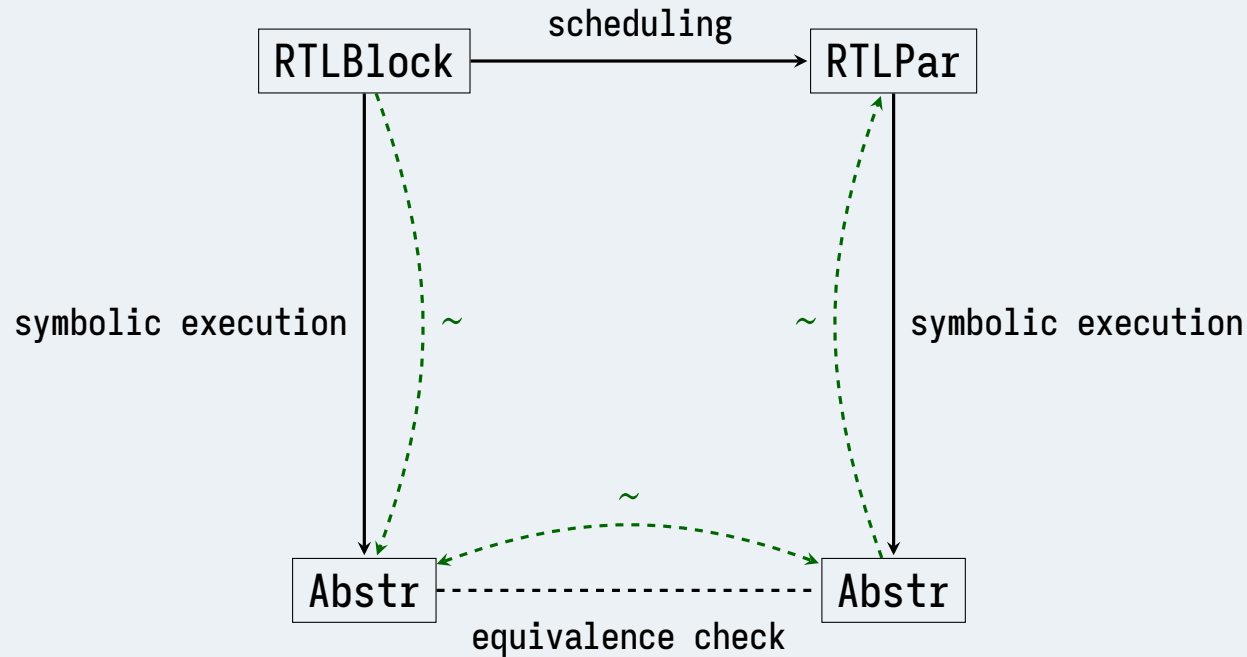 scheduling
RTLBlock
RTLPar
symbolic execution
~
~
symbolic execution
~
Abstr
Abstr
equivalence check